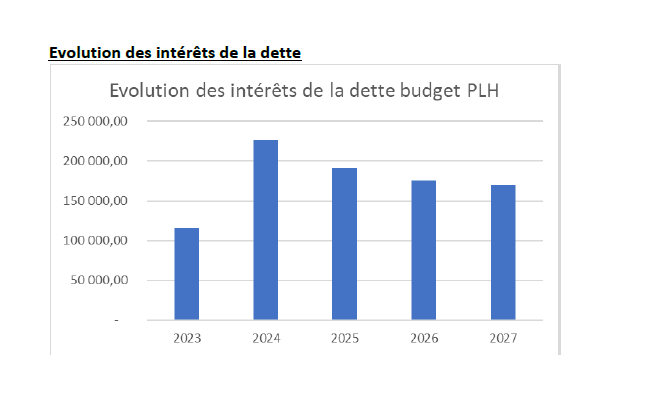 Evolution des intérêts de la dette
Evolution des intérêts de la dette budget PLH
250 000,00
200 000,00
150 000,00
100 000,00
50 000,00
-
2023 2024 2025 2026 2027